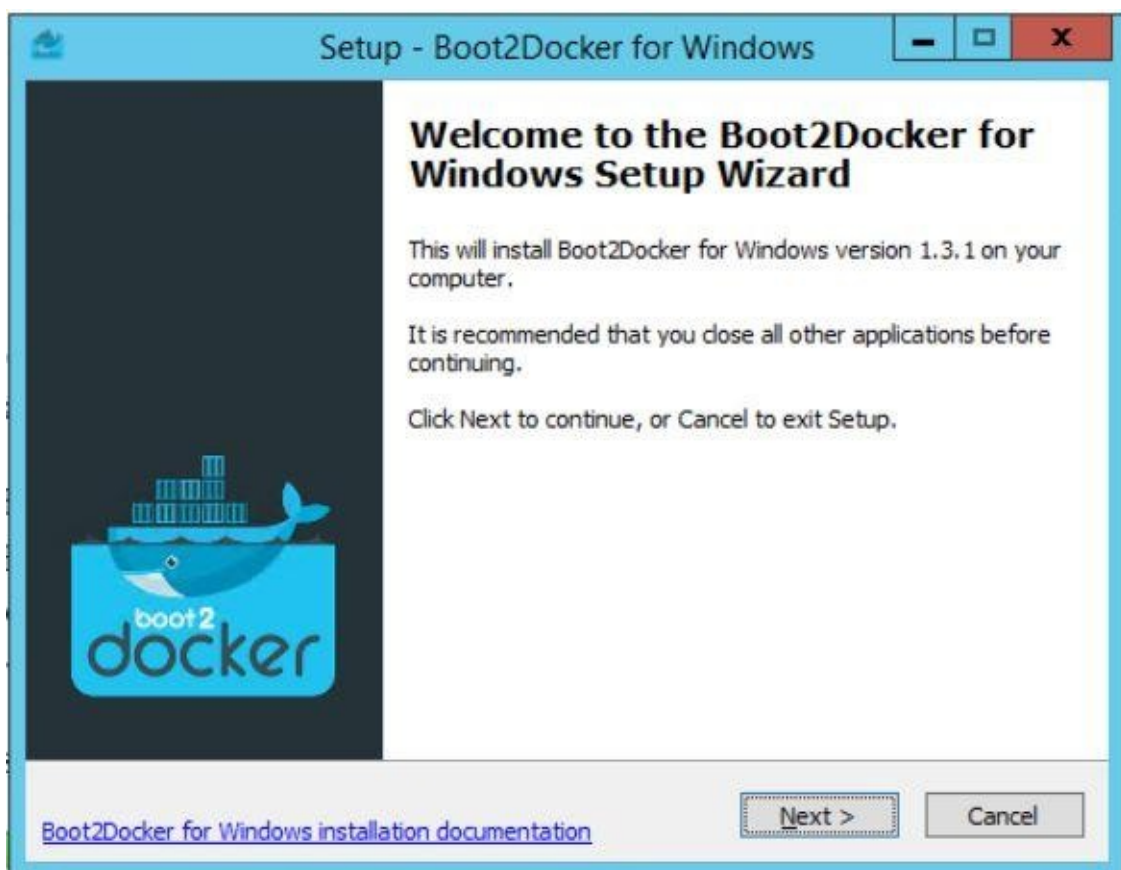 Setup - Boot2Docker for Windows
X
Welcome to the Boot2Docker for
Windows Setup Wizard
This will install Boot2Docker for Windows version 1.3.1 on your
computer.
It is recommended that you close all other applications before
continuing.
Click Next to continue, or Cancel to exit Setup.
boot2
docker
Boot2Docker for Windows installation documentation
Next >
Cancel